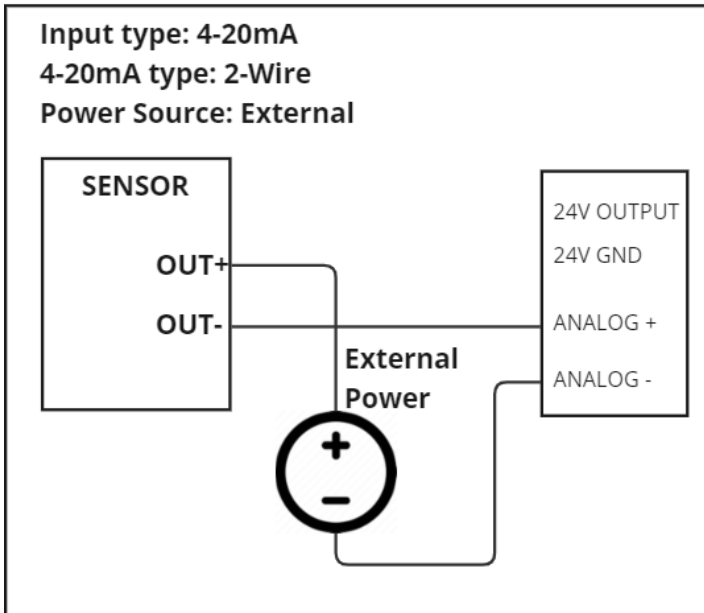 Input type: 4-20mA
4-20mA type: 2-Wire
Power Source: External
SENSOR
OUT+
OUT-
24V OUTPUT
24V GND
ANALOG +
ANALOG -
External
Power
+
−